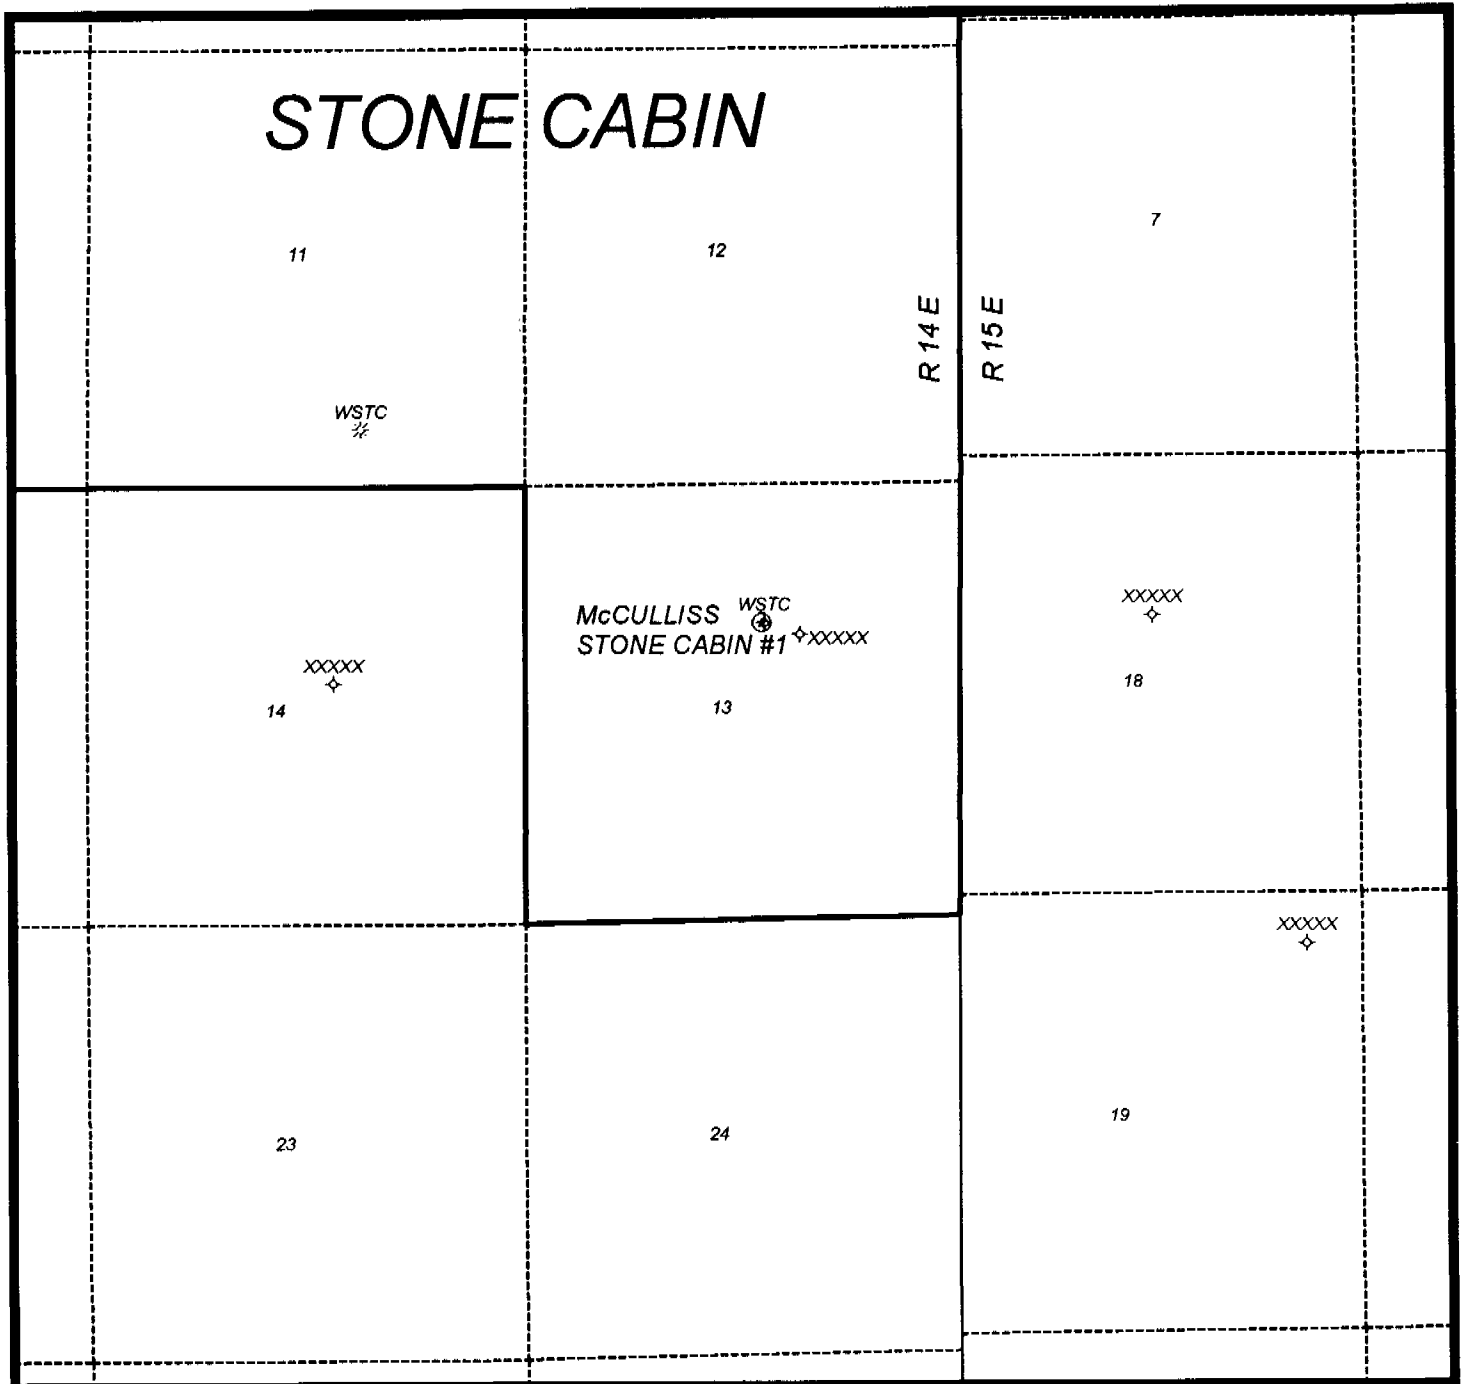 STONE CABIN
7
11
12
R 14 E
R 15 E
WSTC
XXXXX
WSTC
McCULLISS
STONE CABIN #1
XXXXX
XXXXX
18
14
13
XXXXX
19
24
23